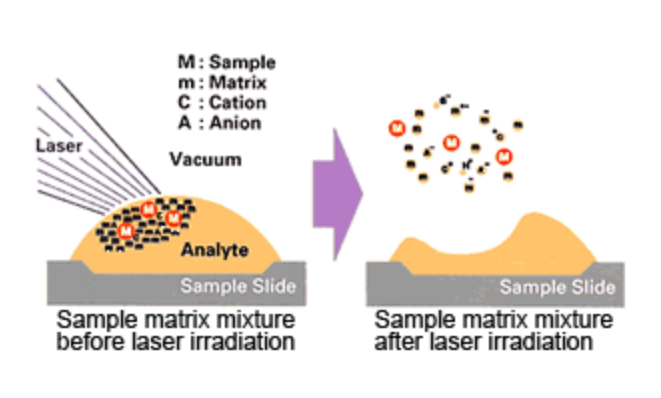 M : Sample
m : Matrix
C : Cation
A : Anion
Laser
Vacuum
M
M
M
Analyte
Sample Slide
Sample matrix mixture
before laser irradiation
M
M
M
Sample Slide
Sample matrix mixture
after laser irradiation